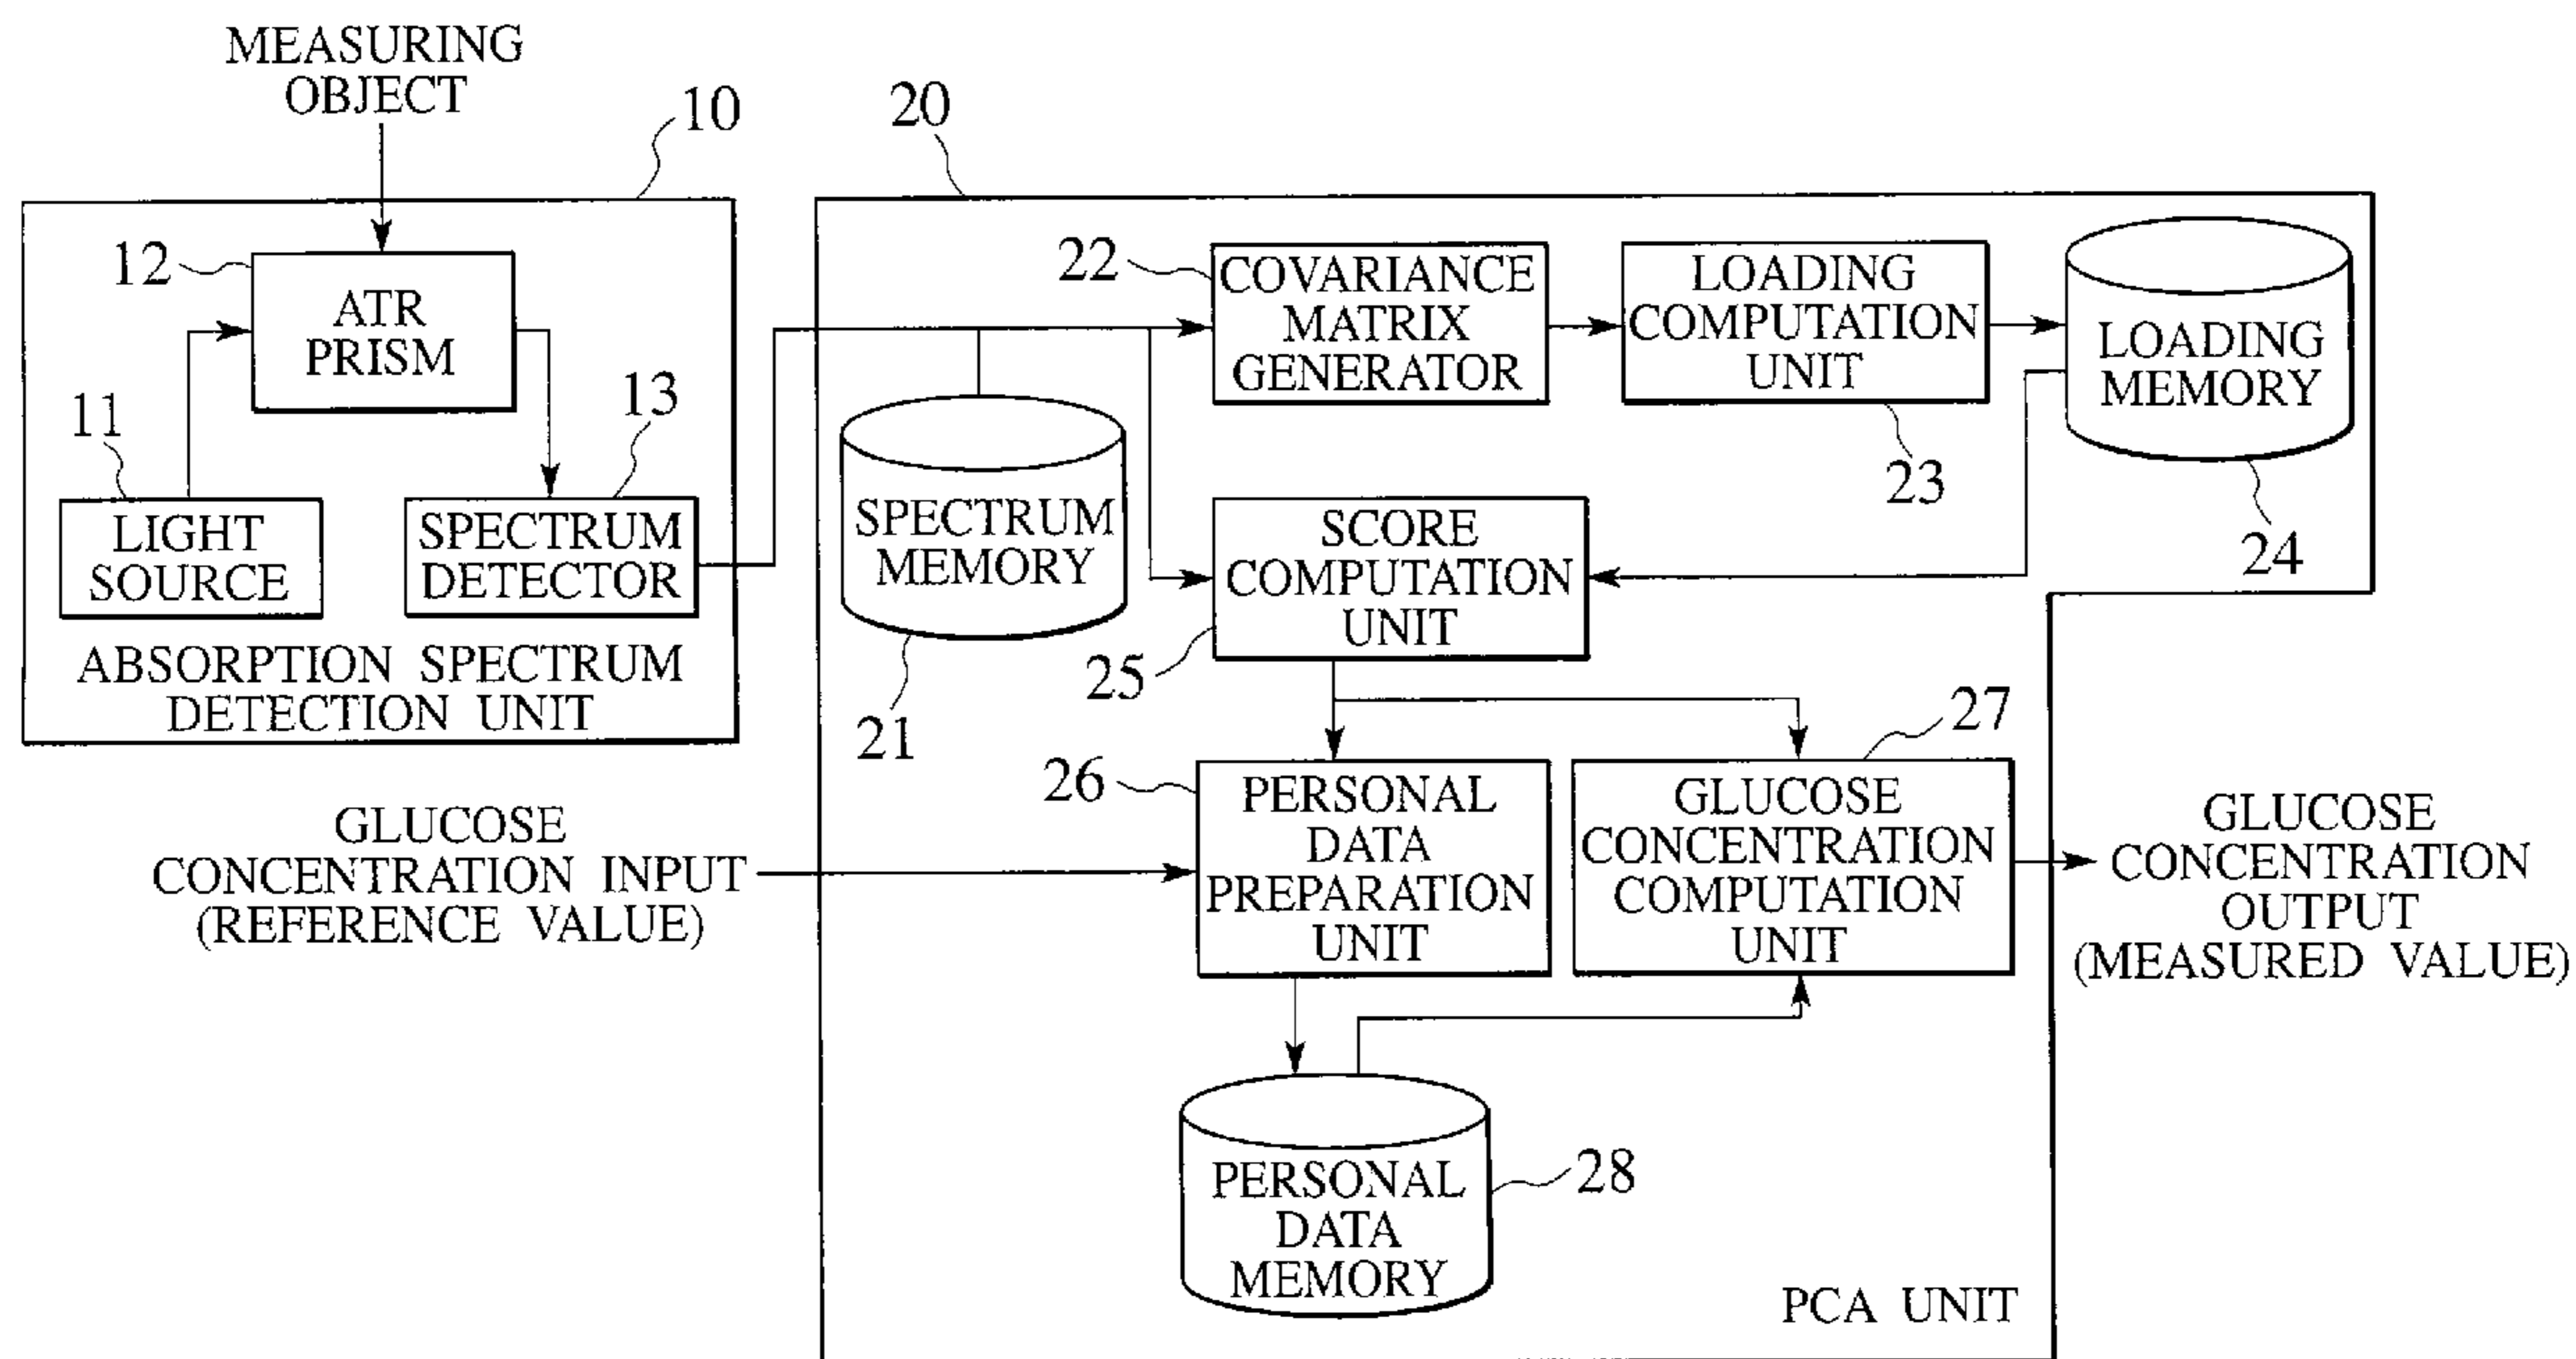 MEASURING
OBJECT
10
20
12
ATR
PRISM
11
13
LIGHT
SOURCE
SPECTRUM
DETECTOR
ABSORPTION SPECTRUM
DETECTION UNIT
22
COVARIANCE
MATRIX
GENERATOR
LOADING
COMPUTATION
UNIT
23
LOADING
MEMORY
24
SPECTRUM
MEMORY
21
SCORE
COMPUTATION
UNIT
25
26
PERSONAL
DATA
PREPARATION
UNIT
27
GLUCOSE
CONCENTRATION
COMPUTATION
UNIT
GLUCOSE
CONCENTRATION INPUT
(REFERENCE VALUE)
GLUCOSE
CONCENTRATION
OUTPUT
(MEASURED VALUE)
PERSONAL
DATA
MEMORY
28
PCA UNIT